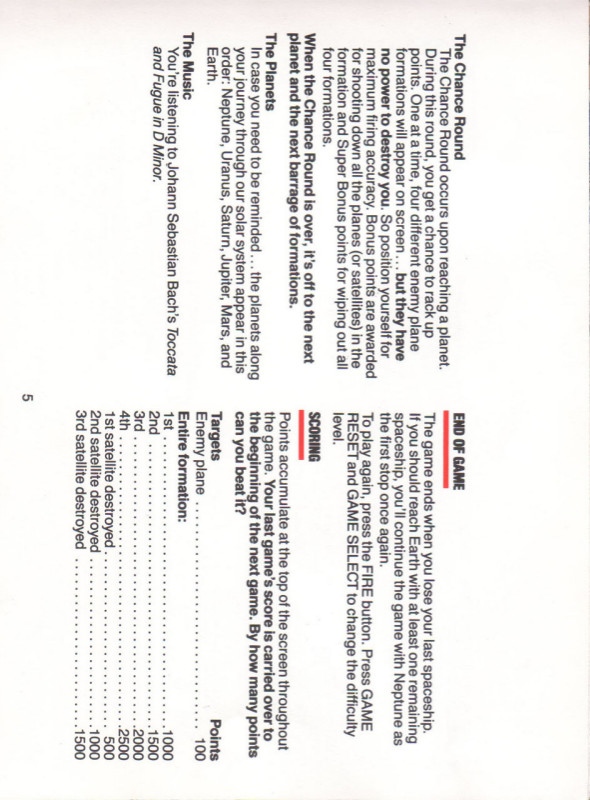 The Chance Round
The Chance Round occurs upon reaching a planet.
During this round, you get a chance to rack up
points. One at a time, four different enemy plane
formations will appear on screen . . . but they have
no power to destroy you. So position yourself for
maximum firing accuracy. Bonus points are awarded
for shooting down all the planes (or satellites) in the
formation and Super Bonus points for wiping out all
four formations.
When the Chance Round is over, it's off to the next
planet and the next barrage of formations.
The Planets
In case you need to be reminded . . . the planets along
your journey through our solar system appear in this
order: Neptune, Uranus, Saturn, Jupiter, Mars, and
Earth.
The Music
You're listening to Johann Sebastian Bach's Toccata
and Fugue in D Minor.
END OF GAME
The game ends when you lose your last spaceship.
If you should reach Earth with at least one remaining
spaceship, you'll continue the game with Neptune as
the first stop once again.
To play again, press the FIRE button. Press GAME
RESET and GAME SELECT to change the difficulty
level.
SCORING
Points accumulate at the top of the screen throughout
the game. Your last game's score is carried over to
the beginning of the next game. By how many points
can you beat it?
Targets Points
Enemy plane . . . . . . . . . . . . . . . . . . . . . . . . . . . . 100
Entire formation:
1st . . . . . . . . . . . . . . . . . . . . . . . . . . . . . . . . . . . 1000
2nd . . . . . . . . . . . . . . . . . . . . . . . . . . . . . . . . . . 1500
3rd . . . . . . . . . . . . . . . . . . . . . . . . . . . . . . . . . . 2000
4th . . . . . . . . . . . . . . . . . . . . . . . . . . . . . . . . . . 2500
1st satellite destroyed . . . . . . . . . . . . . . . . . . . . 500
2nd satellite destroyed . . . . . . . . . . . . . . . . . . . 1000
3rd satellite destroyed . . . . . . . . . . . . . . . . . . . 1500
5